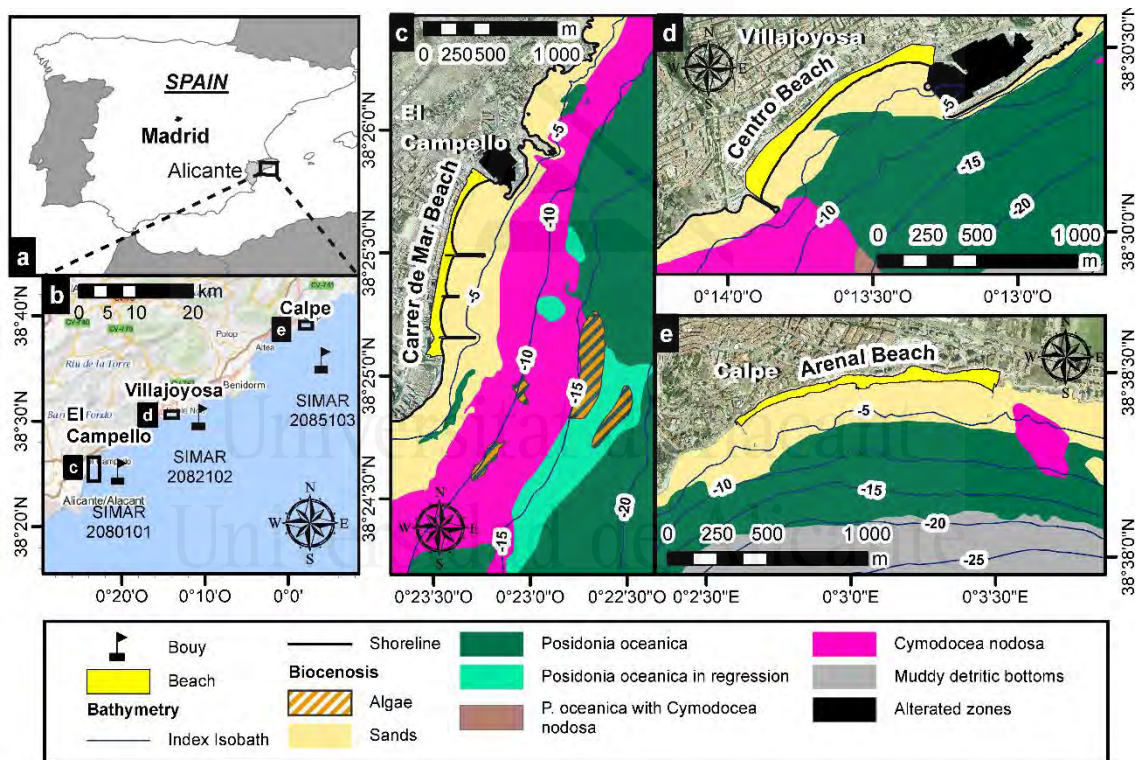 SPAIN
Madrid
Alicante
a
b
0 5 10 20 km
38°40'N
38°30'N
38°20'N
0°20'O 0°10'O 0°0'
e
Calpe
Polop
Altea
Riu de la Torre
Benidorm
Villajoyosa
d
SIMAR
2085103
El
Campello
SIMAR
2082102
c
Alicante/Alacant
SIMAR
2080101
N
W E
S
c
m
0 250 500 1 000
El
Campello
Carrer de Mar Beach
-5
-10
-5
-10
-15
-20
-15
N
W E
S
38°26'0"N
38°25'30"N
38°25'0"N
38°24'30"N
0°23'30"O 0°23'0"O 0°22'30"O
d
Villajoyosa
Centro Beach
N
W E
S
-5
-15
-10
-20
0 250 500 1 000
m
38°30'30"N
38°30'0"N
0°14'0"O 0°13'30"O 0°13'0"O
e
Calpe
Arenal Beach
N
W E
S
-5
-10
-15
-20
-25
0 250 500 1 000
m
38°38'30"N
38°38'0"N
0°2'30"E 0°3'0"E 0°3'30"E
Universitat d'Alacant
Universidad de Alicante
Bouy
Beach
Bathymetry
Index Isobath
Shoreline
Biocenosis
Algae
Sands
Posidonia oceanica
Posidonia oceanica in regression
P. oceanica with Cymodocea
nodosa
Cymodocea nodosa
Muddy detritic bottoms
Alterated zones